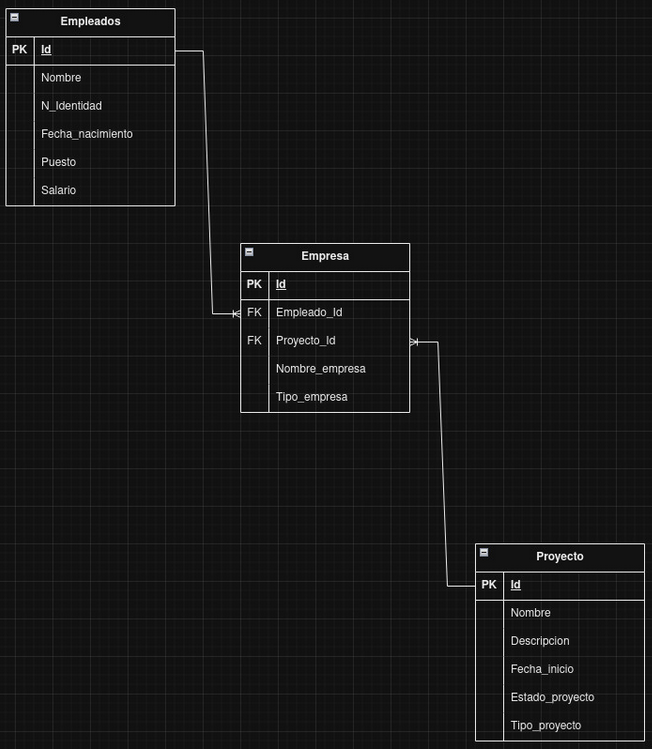 Empleados
PK Id
Nombre
N_Identidad
Fecha_nacimiento
Puesto
Salario
Empresa
PK Id
FK Empleado_Id
FK Proyecto_Id
Nombre_empresa
Tipo_empresa
Proyecto
PK Id
Nombre
Descripcion
Fecha_inicio
Estado_proyecto
Tipo_proyecto